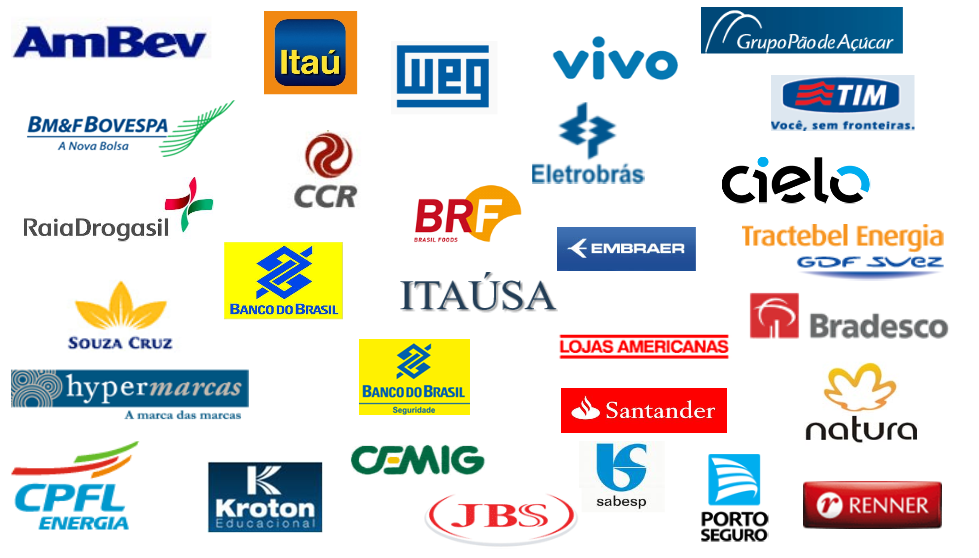 AmBev
Itaú
WEG
vivo
Grupo Pão de Açúcar
TIM
Você, sem fronteiras.
BM&FBOVESPA
A Nova Bolsa
CCR
Eletrobrás
cielo
RaiaDrogasil
BRF
BRASIL FOODS
EMBRAER
Tractebel Energia
GDF SUEZ
BANCO DO BRASIL
ITAÚSA
SOUZA CRUZ
Bradesco
LOJAS AMERICANAS
hypermarcas
A marca das marcas
BANCO DO BRASIL
Seguridade
Santander
natura
CPFL
ENERGIA
Kroton
Educacional
CEMIG
JBS
sabesp
PORTO
SEGURO
r RENNER